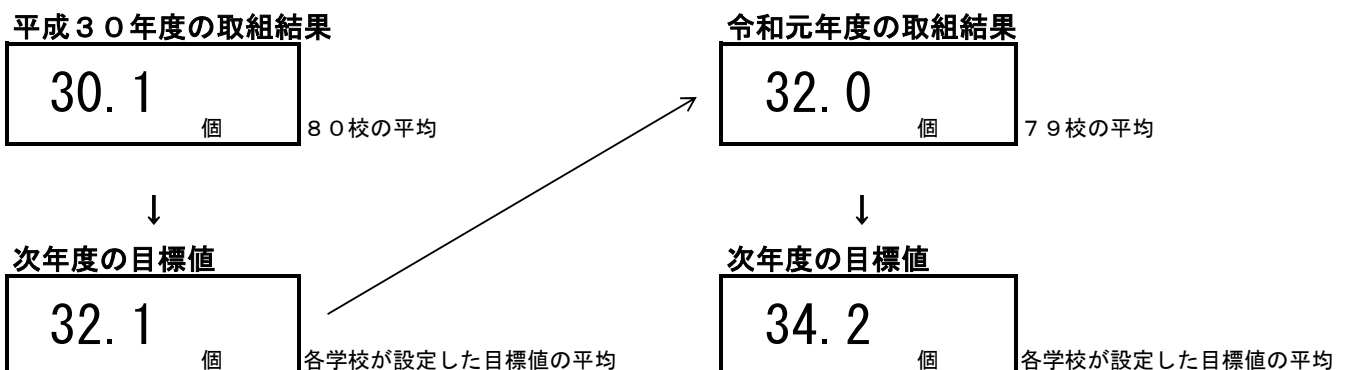 平成３０年度の取組結果
30.1
個
８０校の平均
↓
次年度の目標値
32.1
個
各学校が設定した目標値の平均
令和元年度の取組結果
32.0
個
７９校の平均
↓
次年度の目標値
34.2
個
各学校が設定した目標値の平均